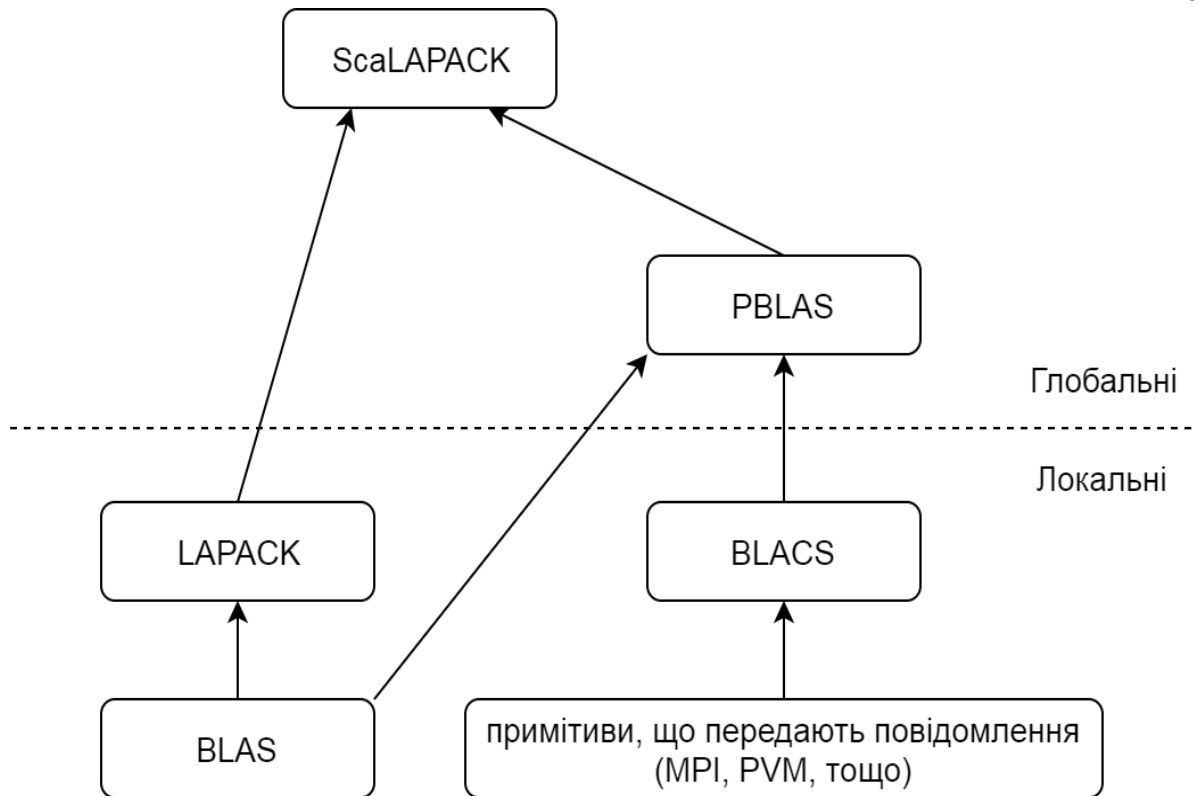 ScaLAPACK
PBLAS
Глобальні
Локальні
LAPACK
BLACS
BLAS
примітиви, що передають повідомлення
(MPI, PVM, тощо)